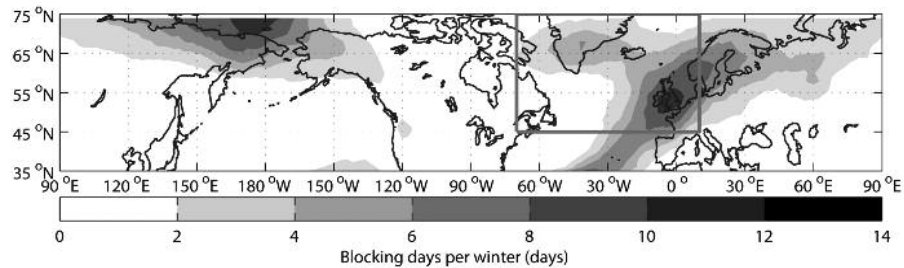 75 °N
65 °N
55 °N
45 °N
35 °N
90 °E 120 °E 150 °E 180 °W 150 °W 120 °W 90 °W 60 °W 30 °W 0 ° 30 °E 60 °E 90 °E
0 2 4 6 8 10 12 14
Blocking days per winter (days)